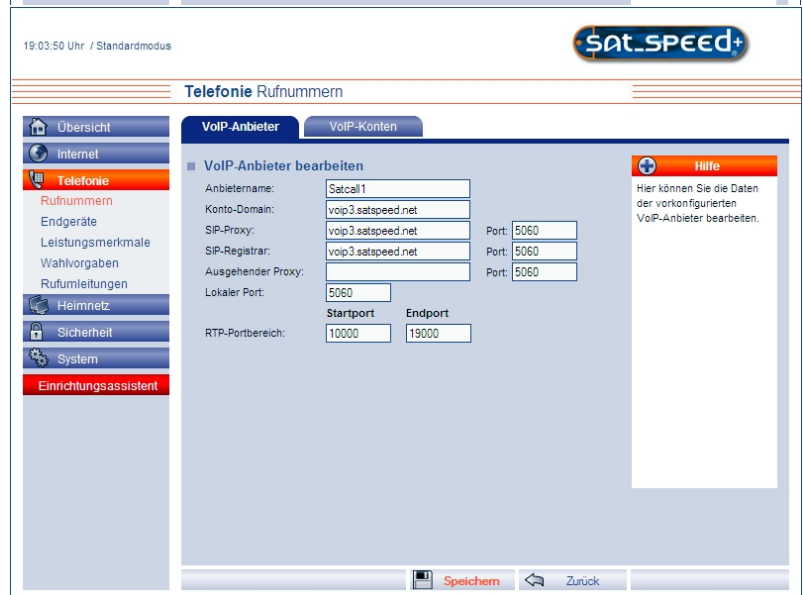 19:03:50 Uhr / Standardmodus
sat_speed+
Telefonie Rufnummern
Übersicht
Internet
Telefonie
Rufnummern
Endgeräte
Leistungsmerkmale
Wahlvorgaben
Rufumleitungen
Heimnetz
Sicherheit
System
Einrichtungsassistent
VoIP-Anbieter VoIP-Konten
VoIP-Anbieter bearbeiten
Anbietername: Satcall1
Konto-Domain: voip3.satspeed.net
SIP-Proxy: voip3.satspeed.net Port: 5060
SIP-Registrar: voip3.satspeed.net Port: 5060
Ausgehender Proxy: Port: 5060
Lokaler Port: 5060
Startport Endport
RTP-Portbereich: 10000 19000
Hilfe
Hier können Sie die Daten
der vorkonfigurierten
VoIP-Anbieter bearbeiten.
Speichern Zurück